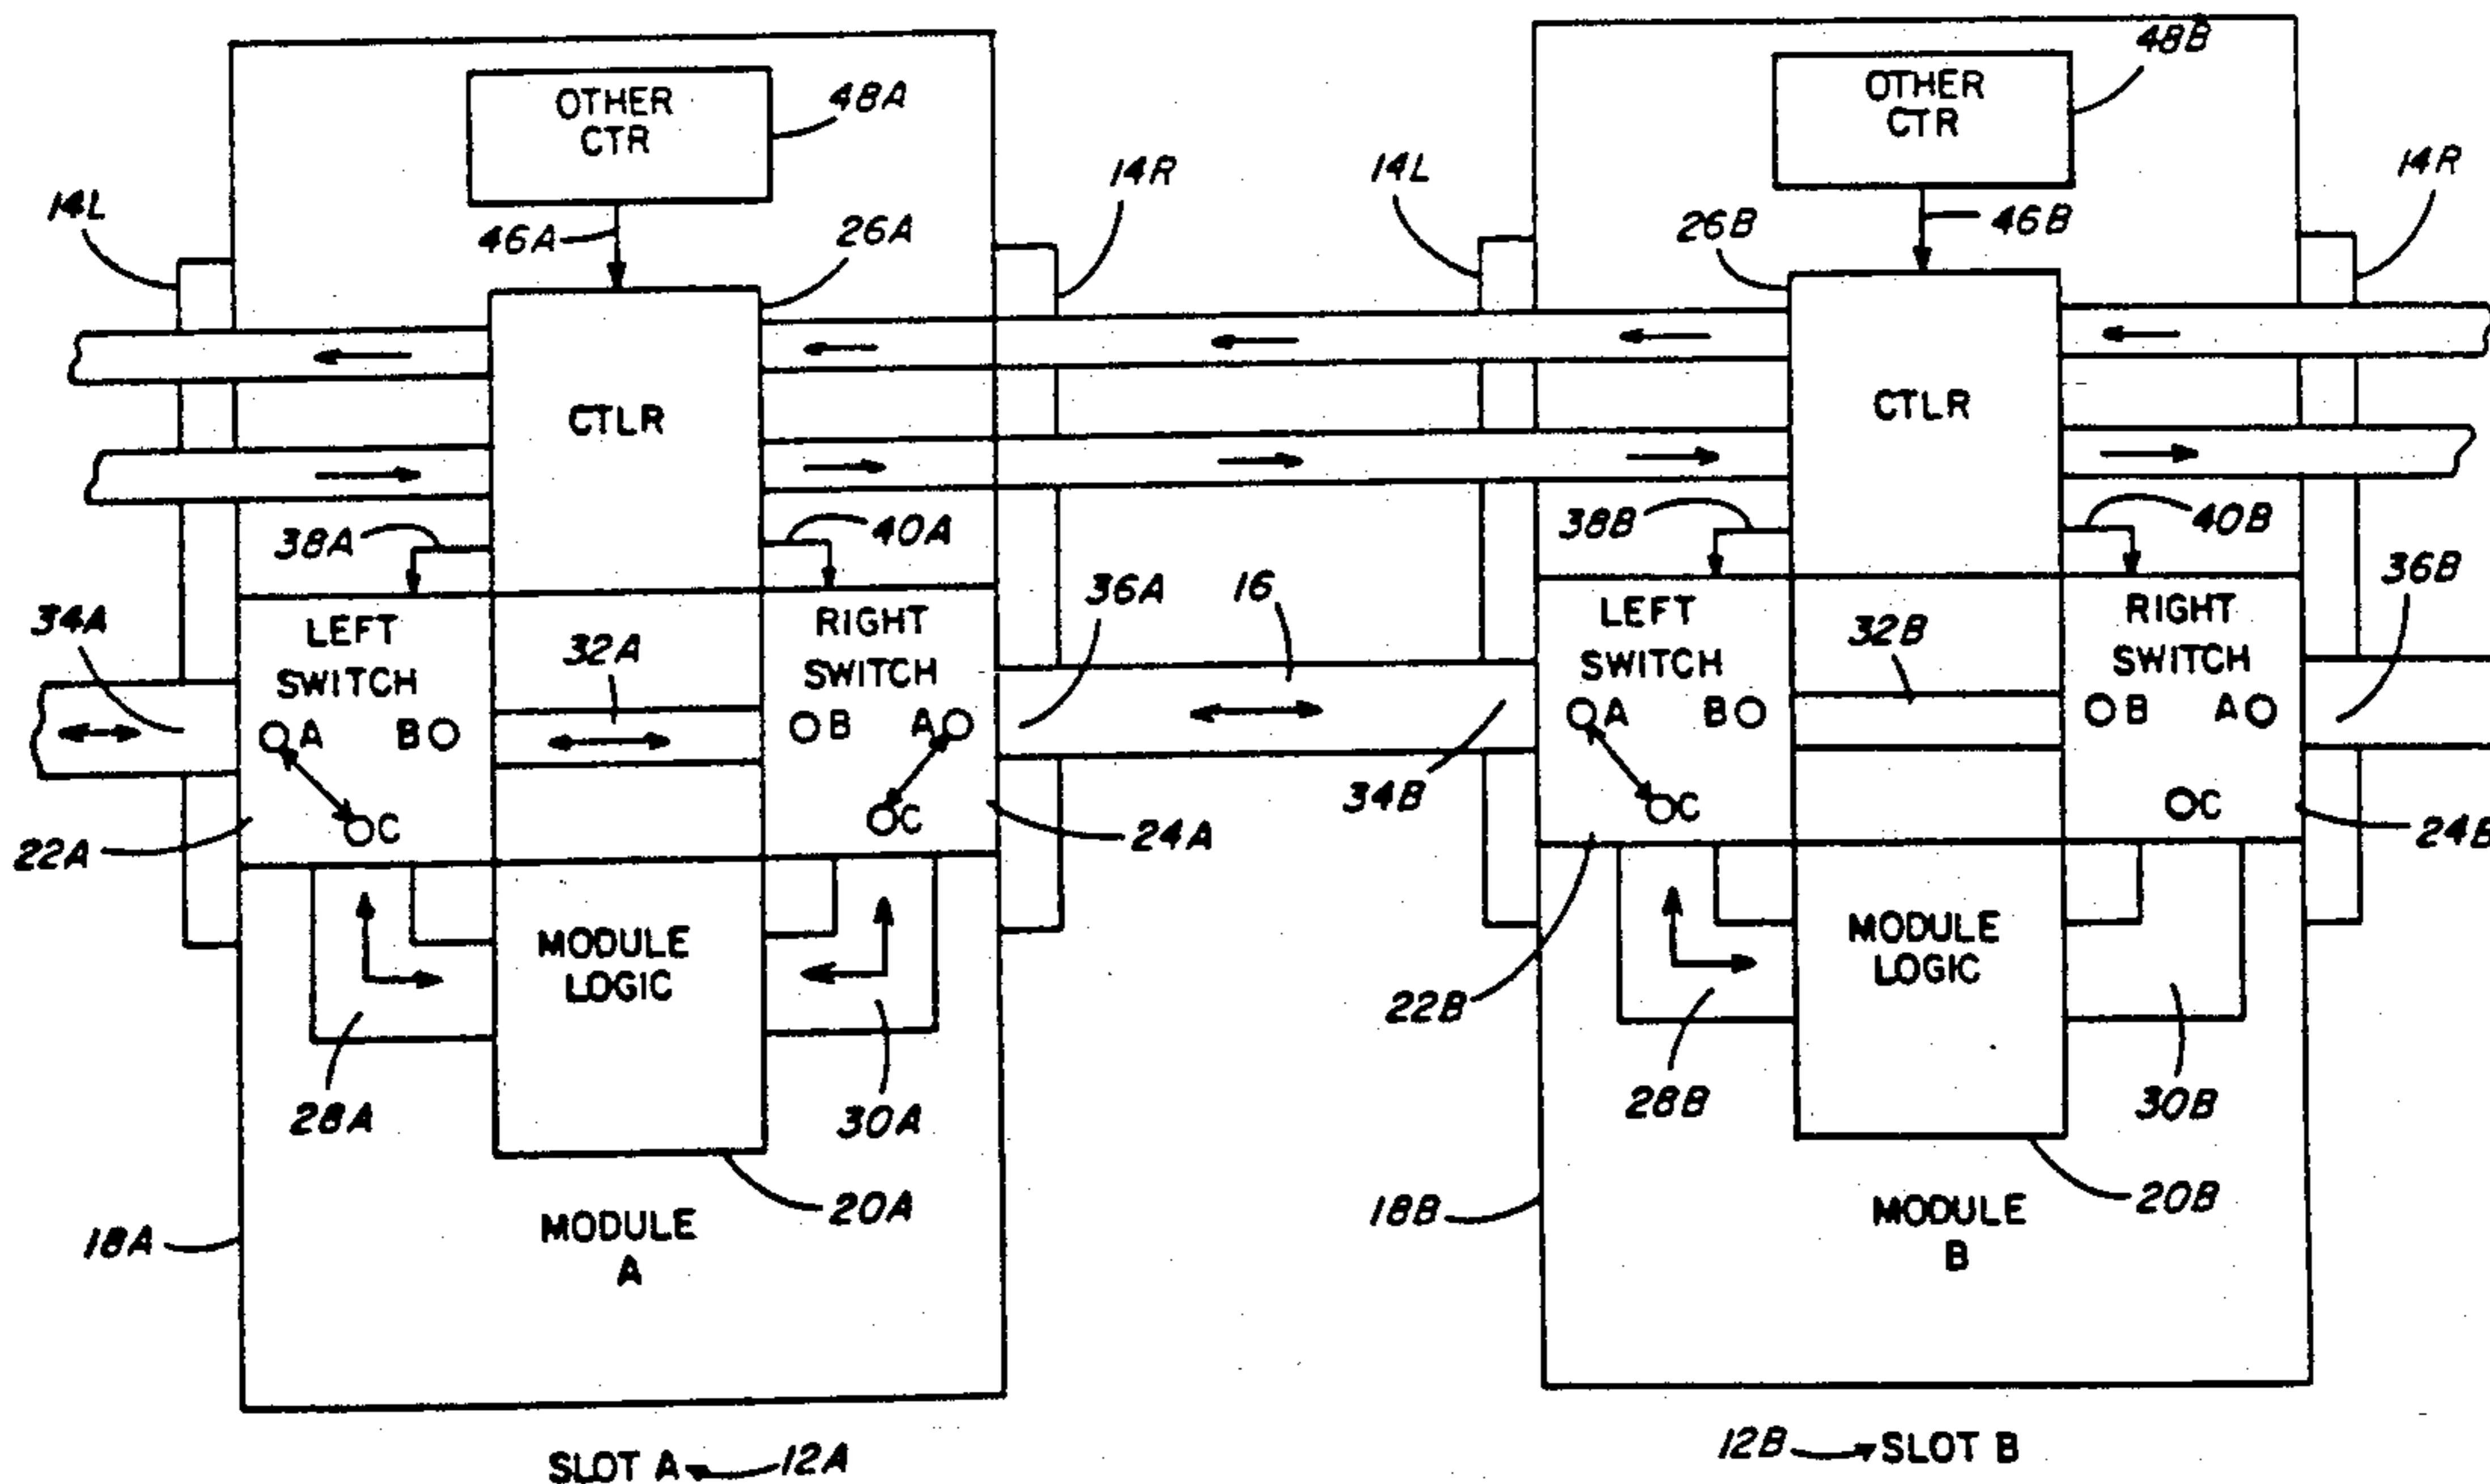 OTHER
CTR
48A
OTHER
CTR
48B
14L
46A
26A
14R
14L
26B
46B
14R
CTLR
CTLR
38A
40A
38B
40B
34A
LEFT
SWITCH
A B
C
32A
RIGHT
SWITCH
B A
C
36A
16
34B
LEFT
SWITCH
A B
C
32B
RIGHT
SWITCH
B A
C
36B
22A
24A
22B
24B
MODULE
LOGIC
MODULE
LOGIC
28A
30A
28B
30B
18A
20A
18B
20B
MODULE
A
MODULE
B
SLOT A 12A
12B SLOT B